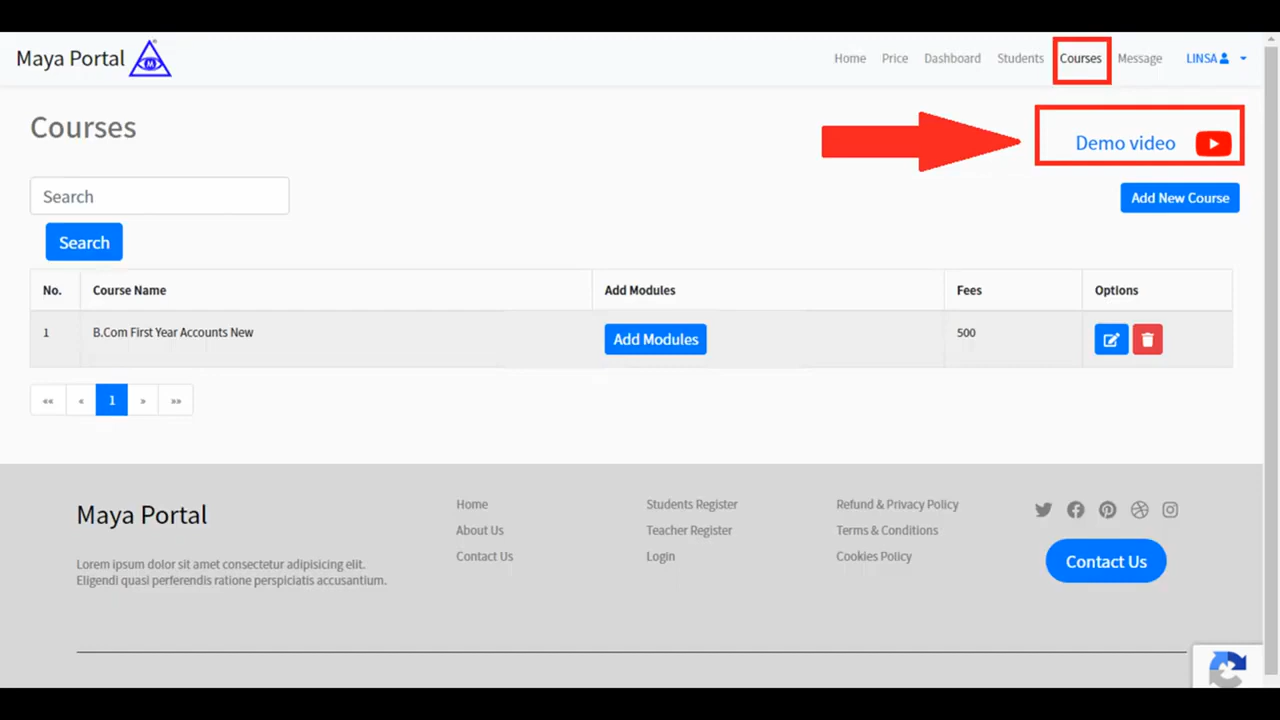 Maya Portal
Home Price Dashboard Students Courses Message LINSA
Courses
Demo video
Search
Add New Course
Search
No. Course Name Add Modules Fees Options
1 B.Com First Year Accounts New Add Modules 500
«« « 1 » »»
Maya Portal
Lorem ipsum dolor sit amet consectetur adipisicing elit.
Eligendi quasi perferendis ratione perspiciatis accusantium.
Home
About Us
Contact Us
Students Register
Teacher Register
Login
Refund & Privacy Policy
Terms & Conditions
Cookies Policy
Contact Us